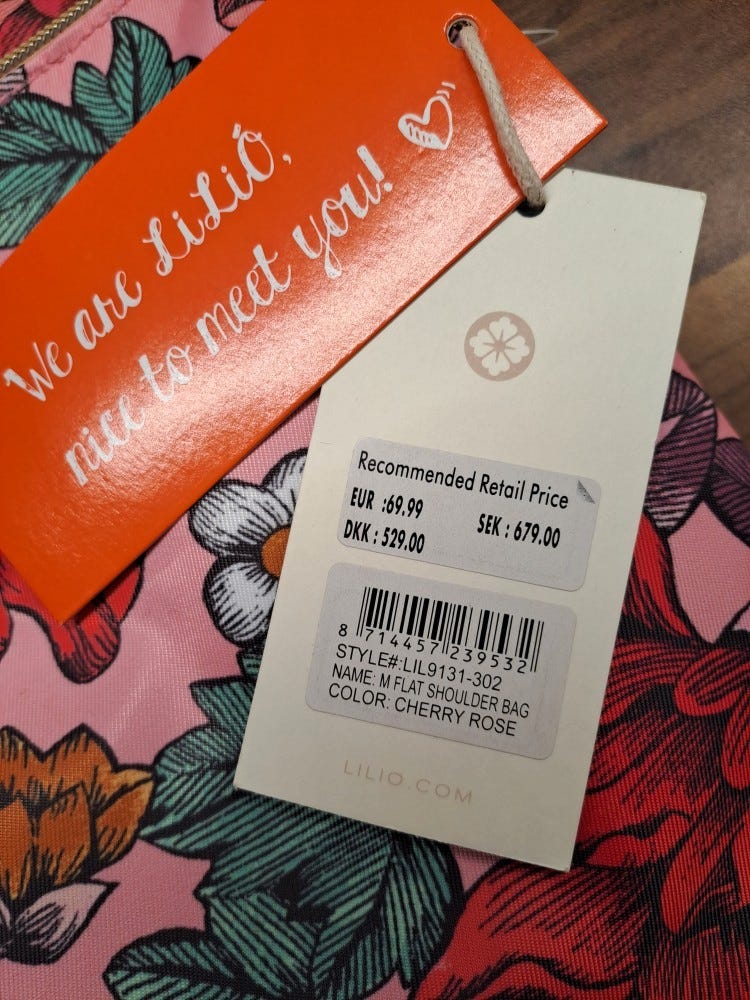 We are LiLiÓ,
nice to meet you!
Recommended Retail Price
EUR :69.99 SEK : 679.00
DKK : 529.00
8 714457 239532
STYLE#:LIL9131-302
NAME: M FLAT SHOULDER BAG
COLOR: CHERRY ROSE
LILIO.COM